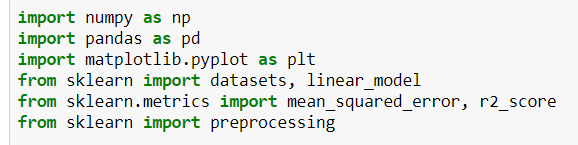 import numpy as np
import pandas as pd
import matplotlib.pyplot as plt
from sklearn import datasets, linear_model
from sklearn.metrics import mean_squared_error, r2_score
from sklearn import preprocessing